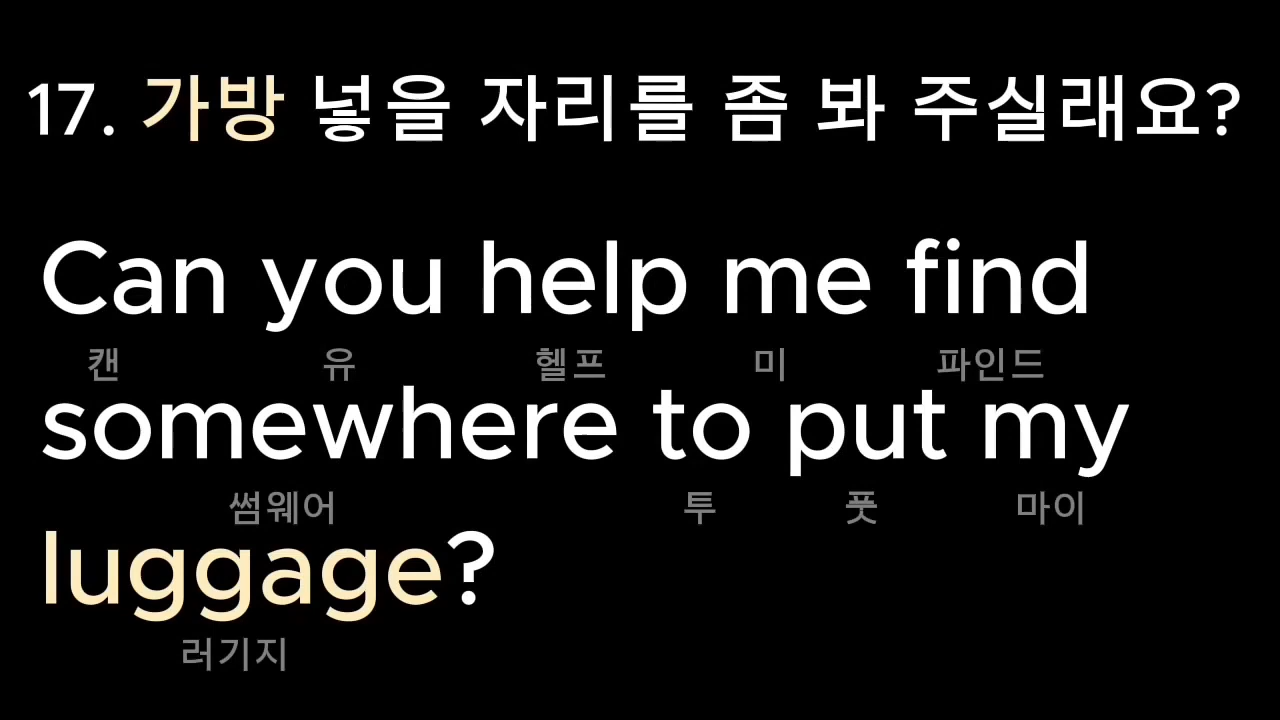 17. 가방 넣을 자리를 좀 봐 주실래요?
Can you help me find
캔 유 헬프 미 파인드
somewhere to put my
썸웨어 투 풋 마이
luggage?
러기지